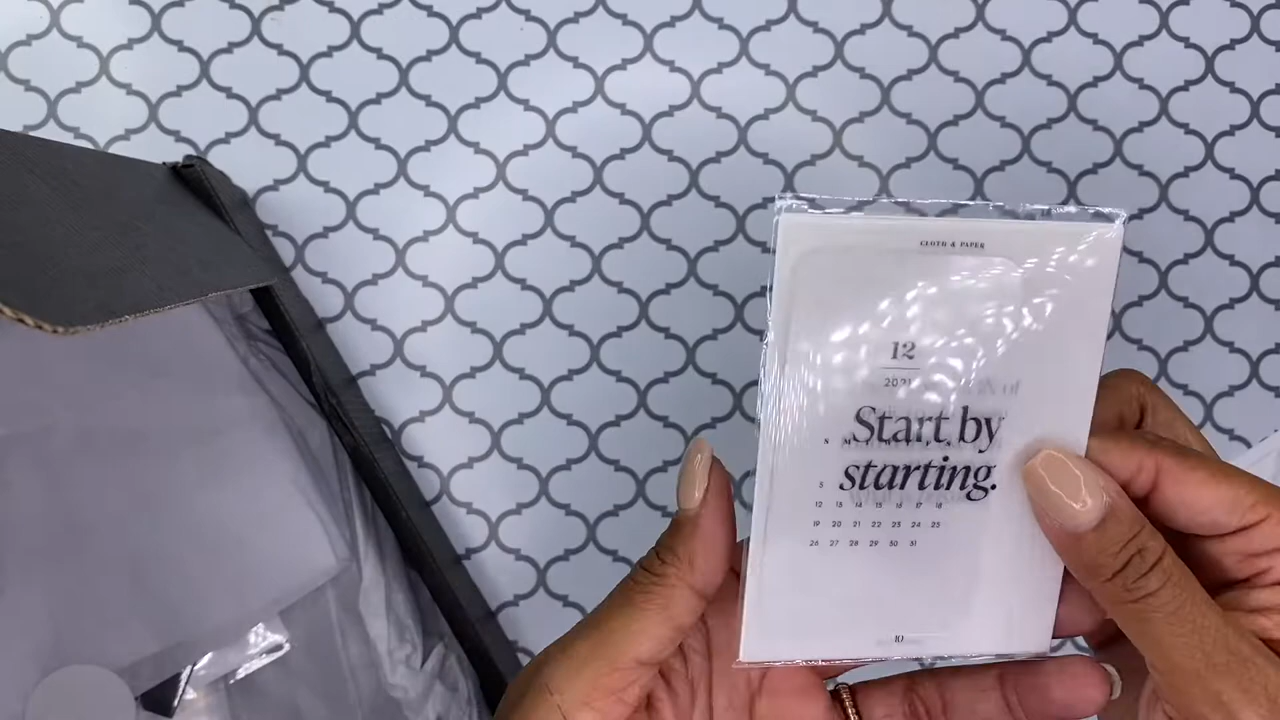 CLOTH & PAPER
12
2021
Start by
S M
starting.
5
12 13 14 15 16 17 18
19 20 21 22 23 24 25
26 27 28 29 30 31
10